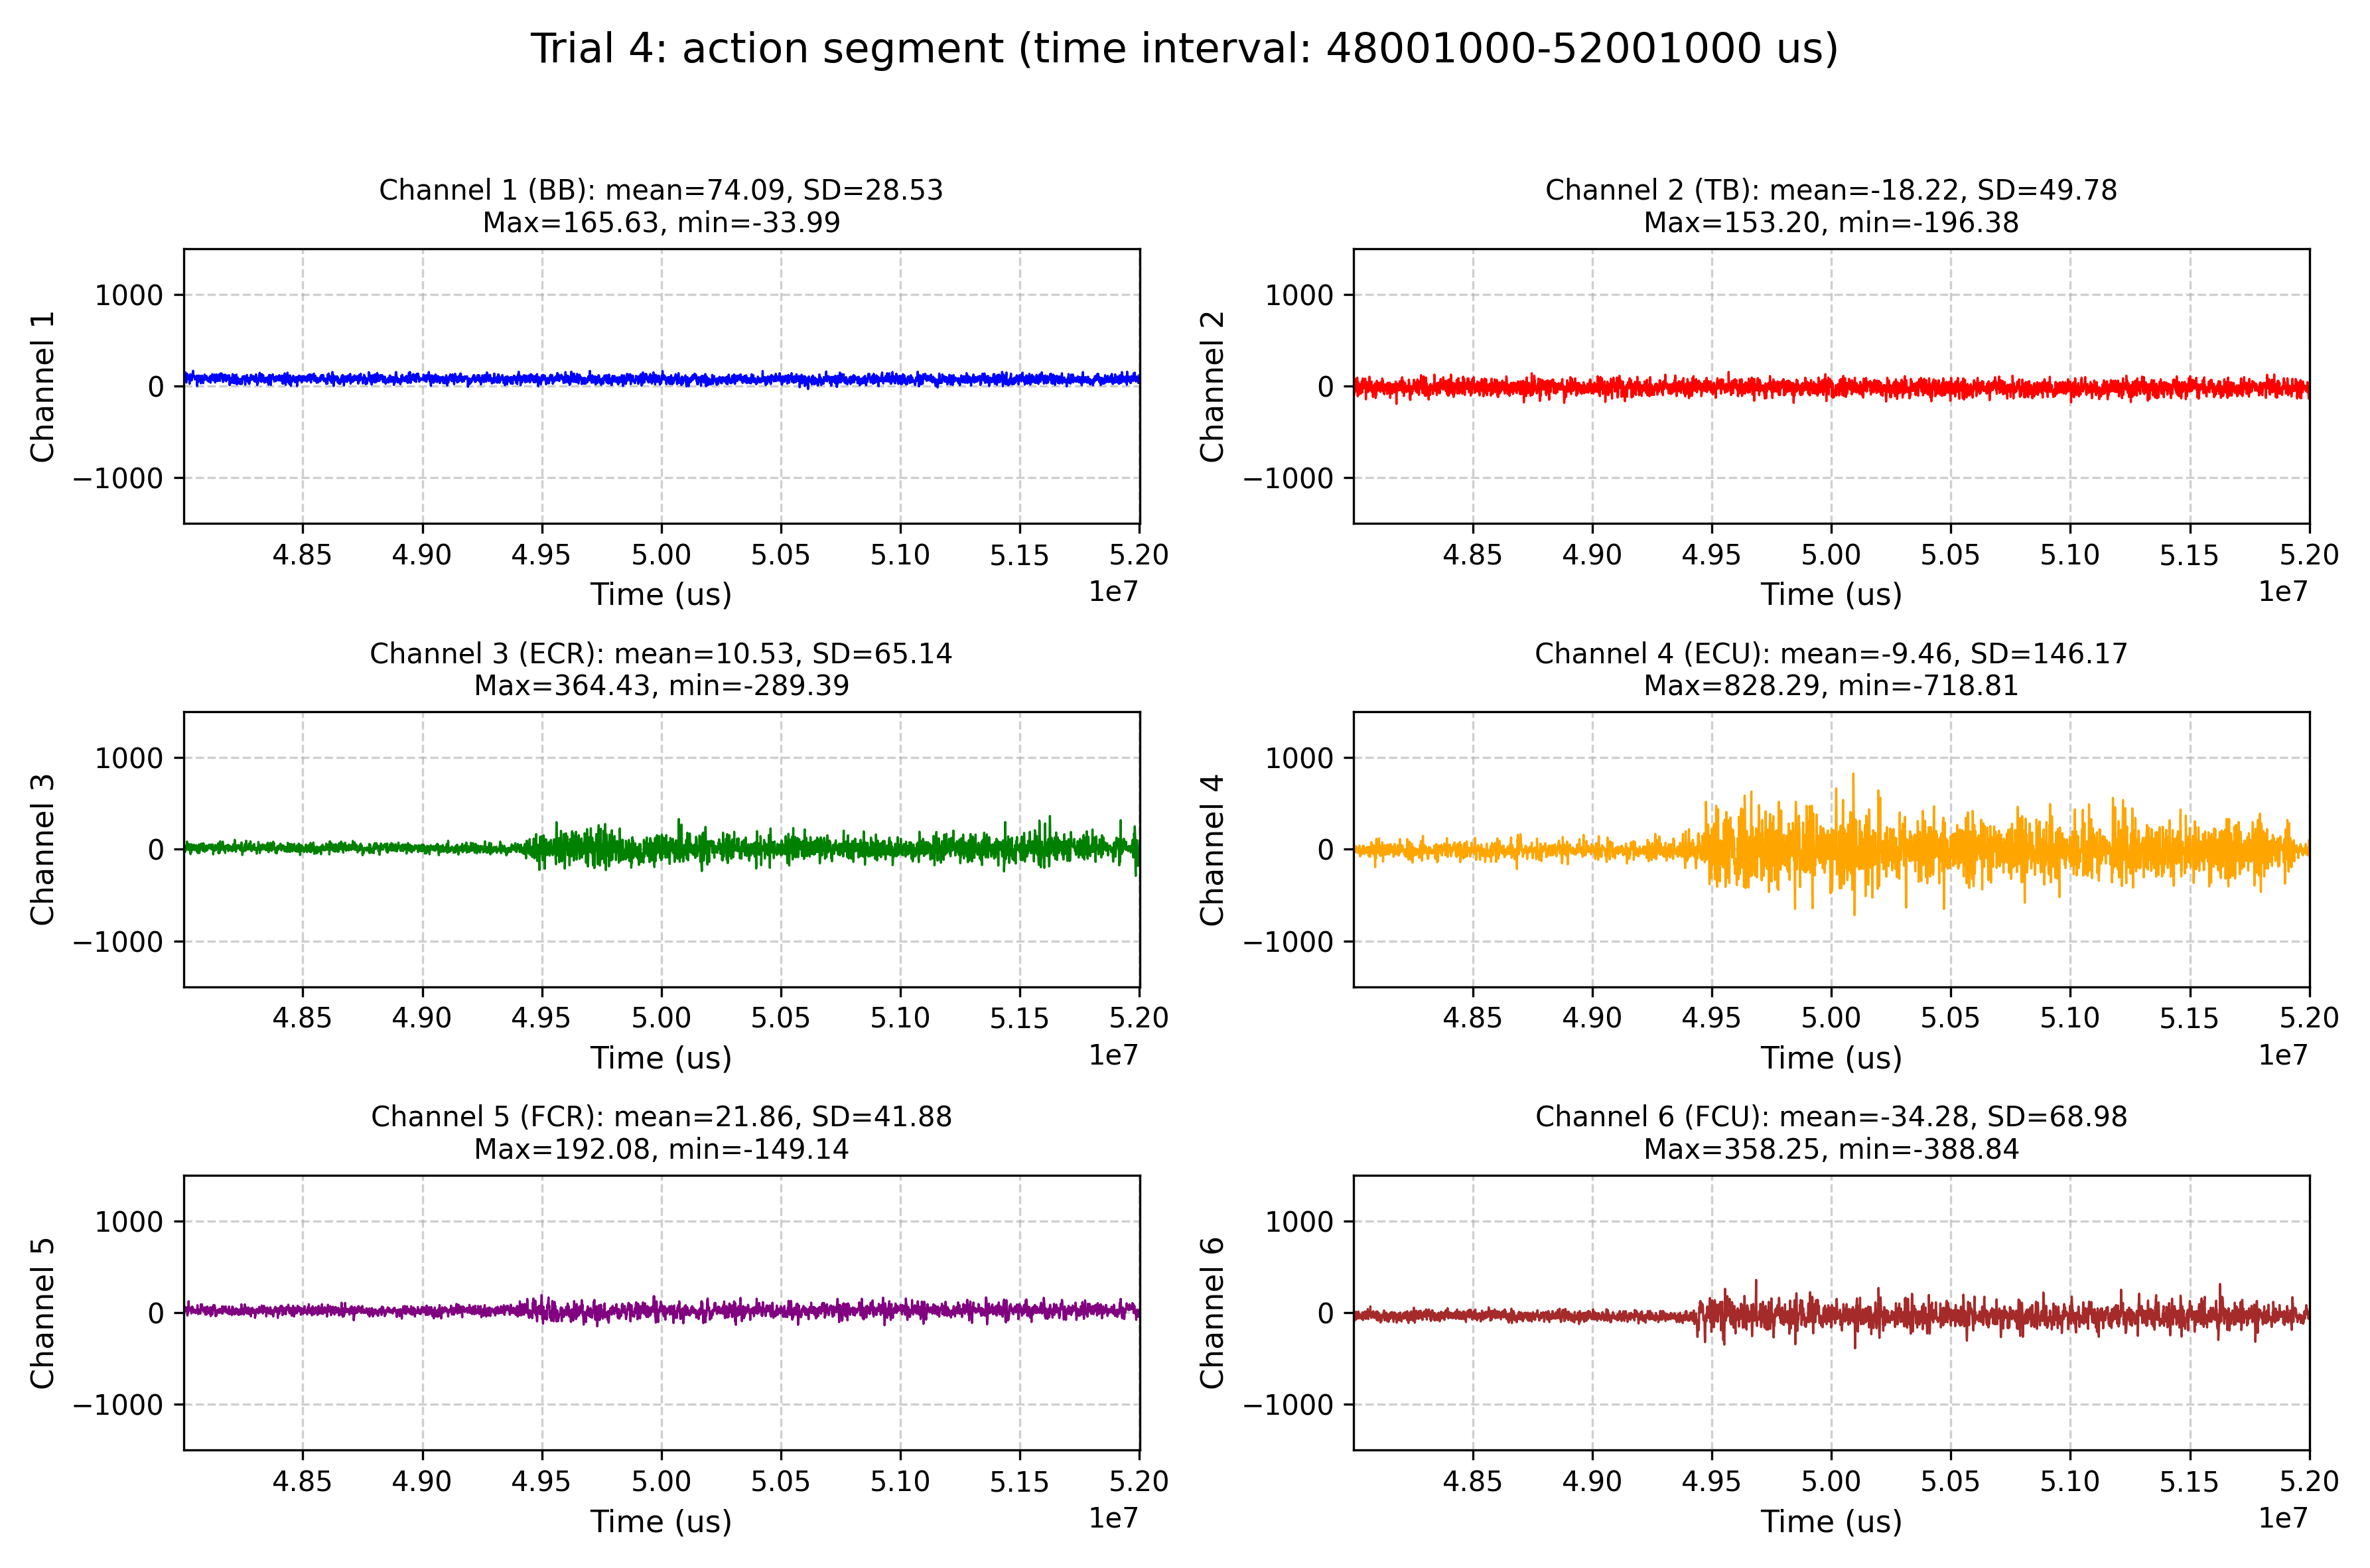 Trial 4: action segment (time interval: 48001000-52001000 us)
Channel 1 (BB): mean=74.09, SD=28.53
Max=165.63, min=-33.99
Channel 1
1000
0
−1000
4.85 4.90 4.95 5.00 5.05 5.10 5.15 5.20
Time (us)
1e7
Channel 2 (TB): mean=-18.22, SD=49.78
Max=153.20, min=-196.38
Channel 2
1000
0
−1000
4.85 4.90 4.95 5.00 5.05 5.10 5.15 5.20
Time (us)
1e7
Channel 3 (ECR): mean=10.53, SD=65.14
Max=364.43, min=-289.39
Channel 3
1000
0
−1000
4.85 4.90 4.95 5.00 5.05 5.10 5.15 5.20
Time (us)
1e7
Channel 4 (ECU): mean=-9.46, SD=146.17
Max=828.29, min=-718.81
Channel 4
1000
0
−1000
4.85 4.90 4.95 5.00 5.05 5.10 5.15 5.20
Time (us)
1e7
Channel 5 (FCR): mean=21.86, SD=41.88
Max=192.08, min=-149.14
Channel 5
1000
0
−1000
4.85 4.90 4.95 5.00 5.05 5.10 5.15 5.20
Time (us)
1e7
Channel 6 (FCU): mean=-34.28, SD=68.98
Max=358.25, min=-388.84
Channel 6
1000
0
−1000
4.85 4.90 4.95 5.00 5.05 5.10 5.15 5.20
Time (us)
1e7